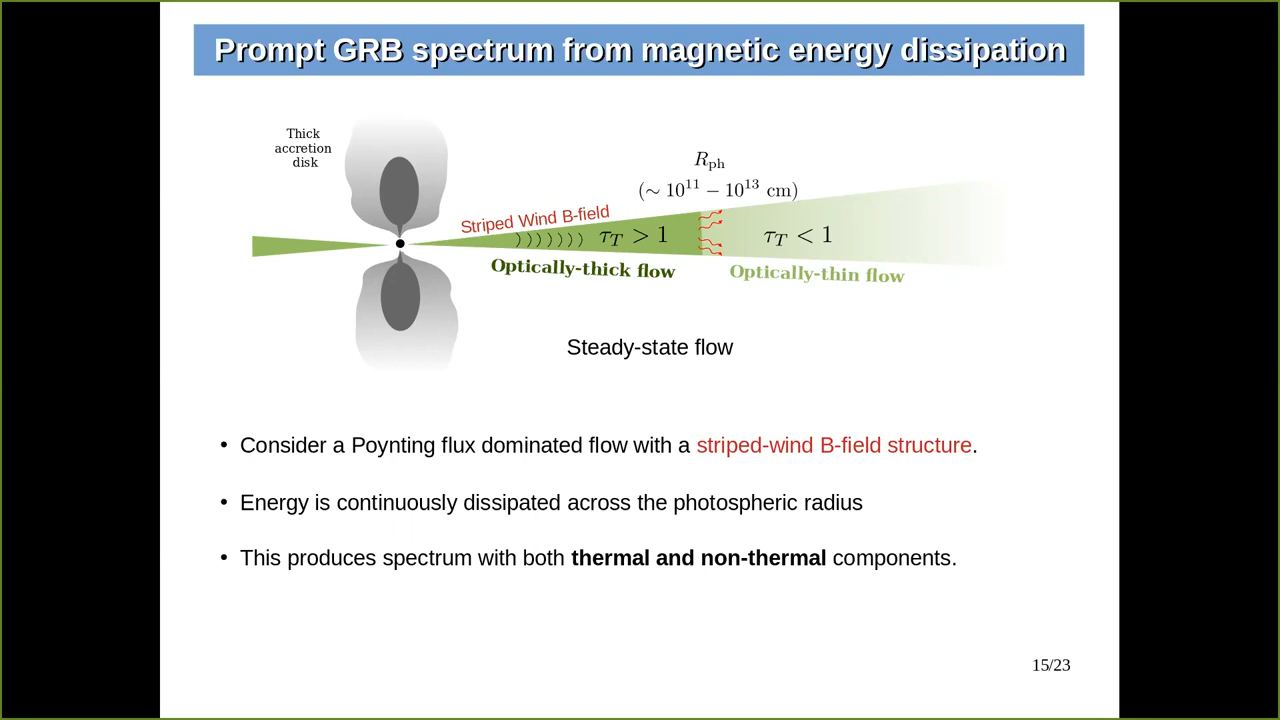 Prompt GRB spectrum from magnetic energy dissipation
Thick
accretion
disk
R_ph
(∼ 10^11 − 10^13 cm)
Striped Wind B-field
))))))) τ_T > 1
τ_T < 1
Optically-thick flow
Optically-thin flow
Steady-state flow
• Consider a Poynting flux dominated flow with a striped-wind B-field structure.
• Energy is continuously dissipated across the photospheric radius
• This produces spectrum with both thermal and non-thermal components.
15/23